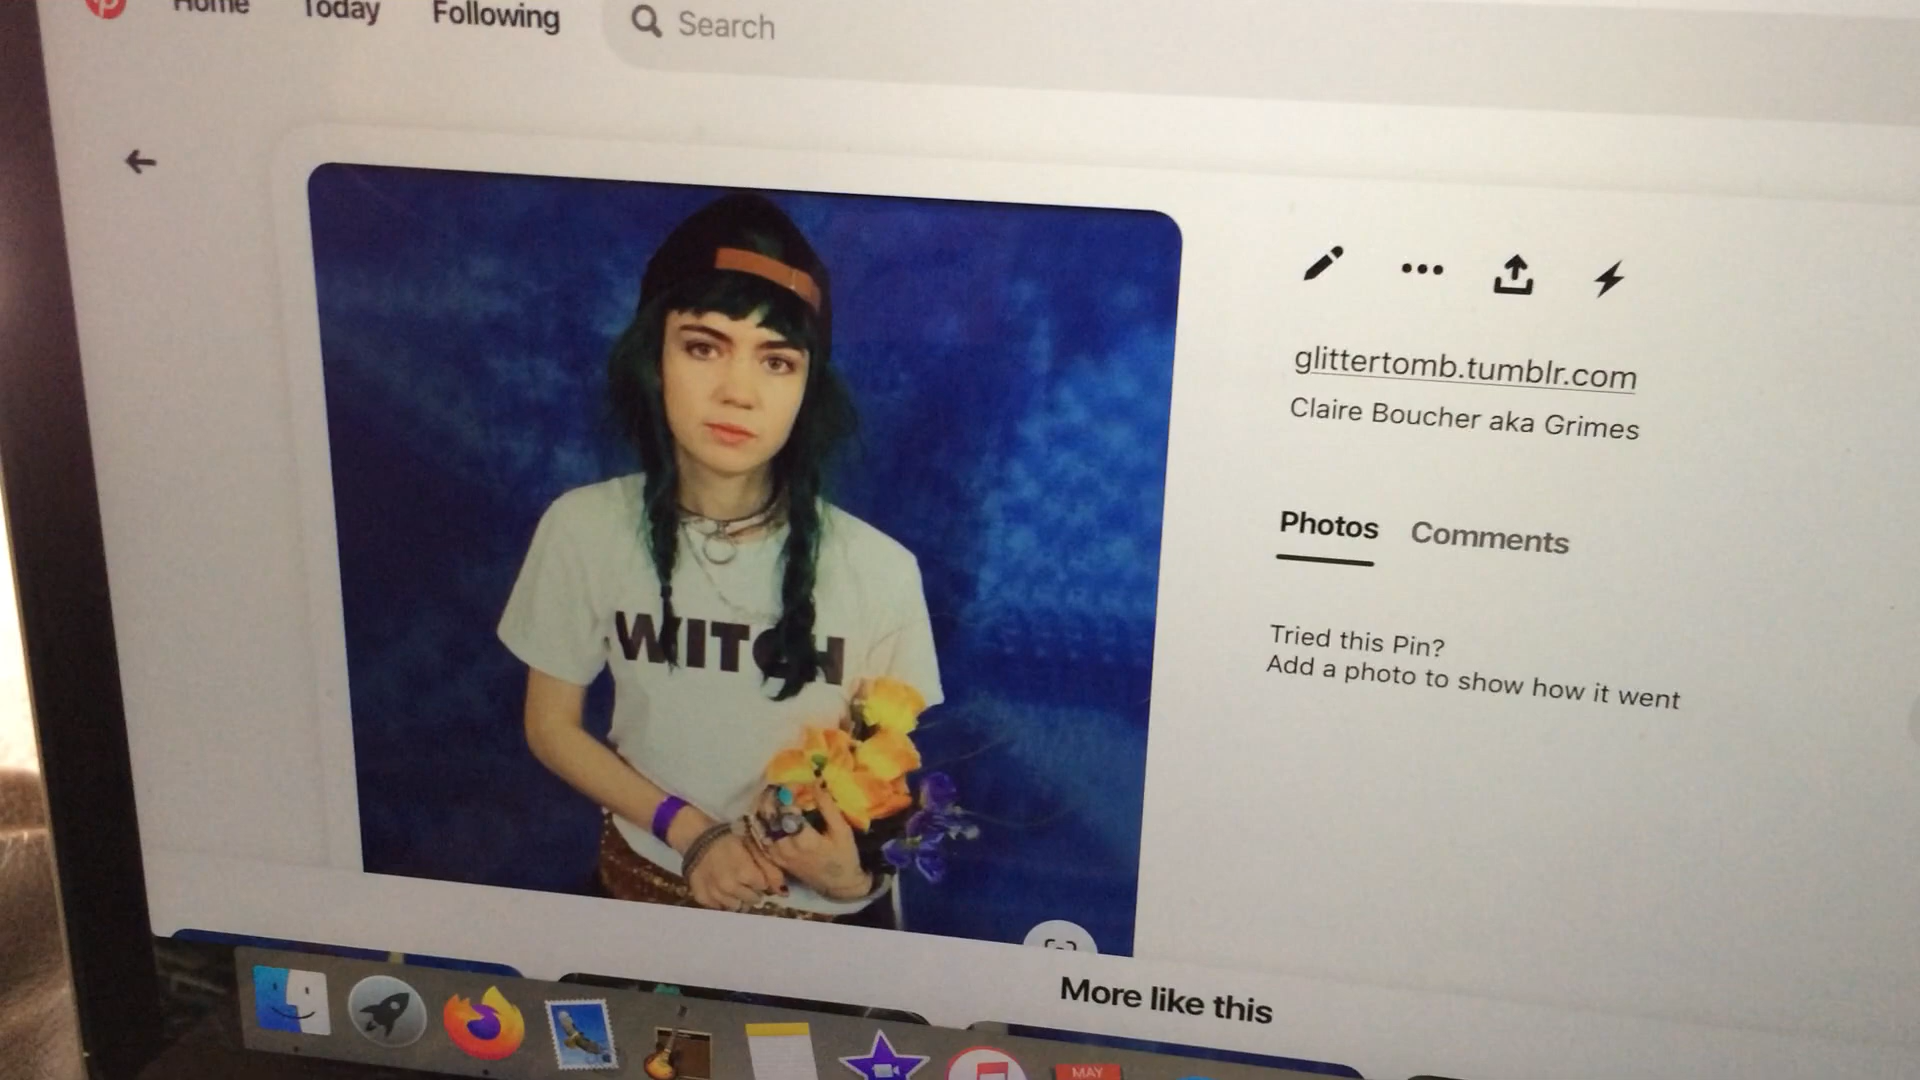 Home Today Following Search
glittertomb.tumblr.com
Claire Boucher aka Grimes
Photos Comments
Tried this Pin?
Add a photo to show how it went
WITCH
More like this
MAY